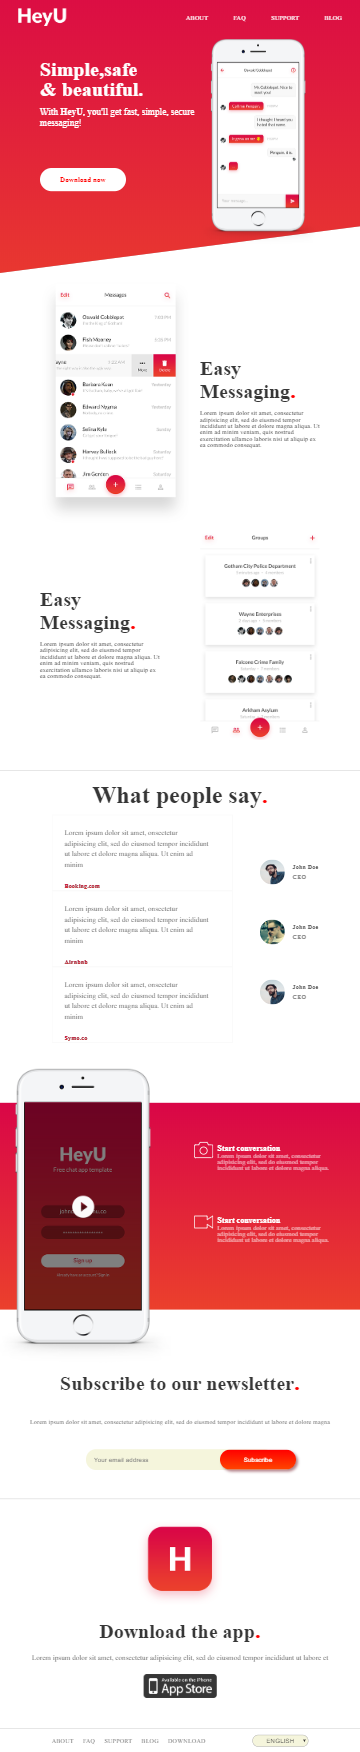 HeyU
ABOUT FAQ SUPPORT BLOG
Simple,safe
& beautiful.
With HeyU, you'll get fast, simple, secure
messaging!
Download now
Oswald Cobblepot
Edit Messages
Oswald Cobblepot
Fish Mooney
More Delete
Barbara Kean
Edward Nygma
Selina Kyle
Harvey Bullock
Jim Gordon
Easy
Messaging.
Lorem ipsum dolor sit amet, consectetur
adipisicing elit, sed do eiusmod tempor
incididunt ut labore et dolore magna aliqua. Ut
enim ad minim veniam, quis nostrud
exercitation ullamco laboris nisi ut aliquip ex
ea commodo consequat.
Edit Groups
Gotham City Police Department
Wayne Enterprises
Falcone Crime Family
Arkham Asylum
Easy
Messaging.
Lorem ipsum dolor sit amet, consectetur
adipisicing elit, sed do eiusmod tempor
incididunt ut labore et dolore magna aliqua. Ut
enim ad minim veniam, quis nostrud
exercitation ullamco laboris nisi ut aliquip ex
ea commodo consequat.
What people say.
Lorem ipsum dolor sit amet, onsectetur
adipisicing elit, sed do eiusmod tempor incididunt
ut labore et dolore magna aliqua. Ut enim ad
minim
Booking.com
John Doe
CEO
Lorem ipsum dolor sit amet, onsectetur
adipisicing elit, sed do eiusmod tempor incididunt
ut labore et dolore magna aliqua. Ut enim ad
minim
Airnbnb
John Doe
CEO
Lorem ipsum dolor sit amet, onsectetur
adipisicing elit, sed do eiusmod tempor incididunt
ut labore et dolore magna aliqua. Ut enim ad
minim
Symo.co
John Doe
CEO
HeyU
Free chat app template
Sign up
Start conversation
Lorem ipsum dolor sit amet, consectetur
adipisicing elit, sed do eiusmod tempor
incididunt ut labore et dolore magna aliqua.
Start conversation
Lorem ipsum dolor sit amet, consectetur
adipisicing elit, sed do eiusmod tempor
incididunt ut labore et dolore magna aliqua.
Subscribe to our newsletter.
Lorem ipsum dolor sit amet, consectetur adipisicing elit, sed do eiusmod tempor incididunt ut labore et dolore magna
Your email address Subscribe
H
Download the app.
Lorem ipsum dolor sit amet, consectetur adipisicing elit, sed do eiusmod tempor incididunt ut labore et
Available on the iPhone
App Store
ABOUT FAQ SUPPORT BLOG DOWNLOAD ENGLISH